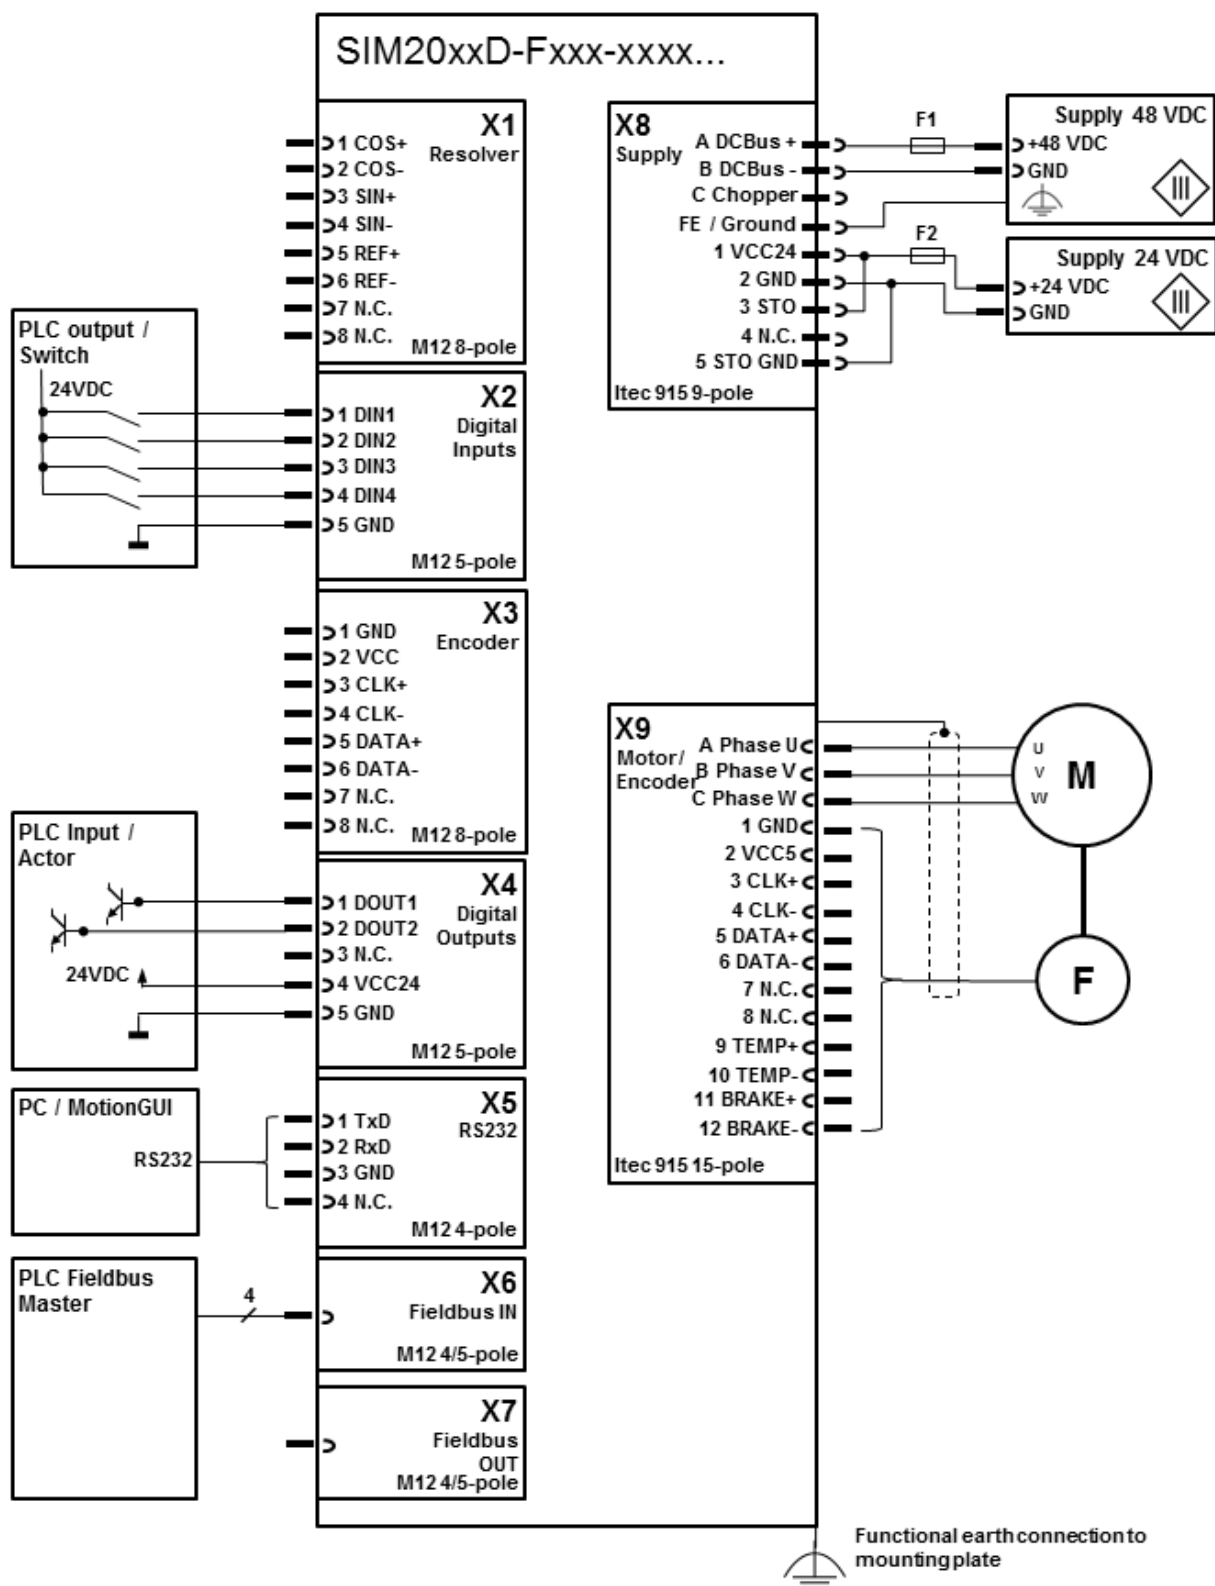 SIM20xxD-Fxxx-xxxx...
X1
Resolver
1 COS+
2 COS-
3 SIN+
4 SIN-
5 REF+
6 REF-
7 N.C.
8 N.C.
M12 8-pole
PLC output /
Switch
24VDC
X2
Digital
Inputs
1 DIN1
2 DIN2
3 DIN3
4 DIN4
5 GND
M12 5-pole
X3
Encoder
1 GND
2 VCC
3 CLK+
4 CLK-
5 DATA+
6 DATA-
7 N.C.
8 N.C.
M12 8-pole
PLC Input /
Actor
24VDC
X4
Digital
Outputs
1 DOUT1
2 DOUT2
3 N.C.
4 VCC24
5 GND
M12 5-pole
PC / MotionGUI
RS232
X5
RS232
1 TxD
2 RxD
3 GND
4 N.C.
M12 4-pole
PLC Fieldbus
Master
4
X6
Fieldbus IN
M12 4/5-pole
X7
Fieldbus
OUT
M12 4/5-pole
X8
Supply
A DCBus +
B DCBus -
C Chopper
FE / Ground
1 VCC24
2 GND
3 STO
4 N.C.
5 STO GND
Itec 915 9-pole
F1
F2
Supply 48 VDC
+48 VDC
GND
III
Supply 24 VDC
+24 VDC
GND
III
X9
Motor/
Encoder
A Phase U
B Phase V
C Phase W
1 GND
2 VCC5
3 CLK+
4 CLK-
5 DATA+
6 DATA-
7 N.C.
8 N.C.
9 TEMP+
10 TEMP-
11 BRAKE+
12 BRAKE-
Itec 915 15-pole
U
V
W
M
F
Functional earth connection to
mounting plate